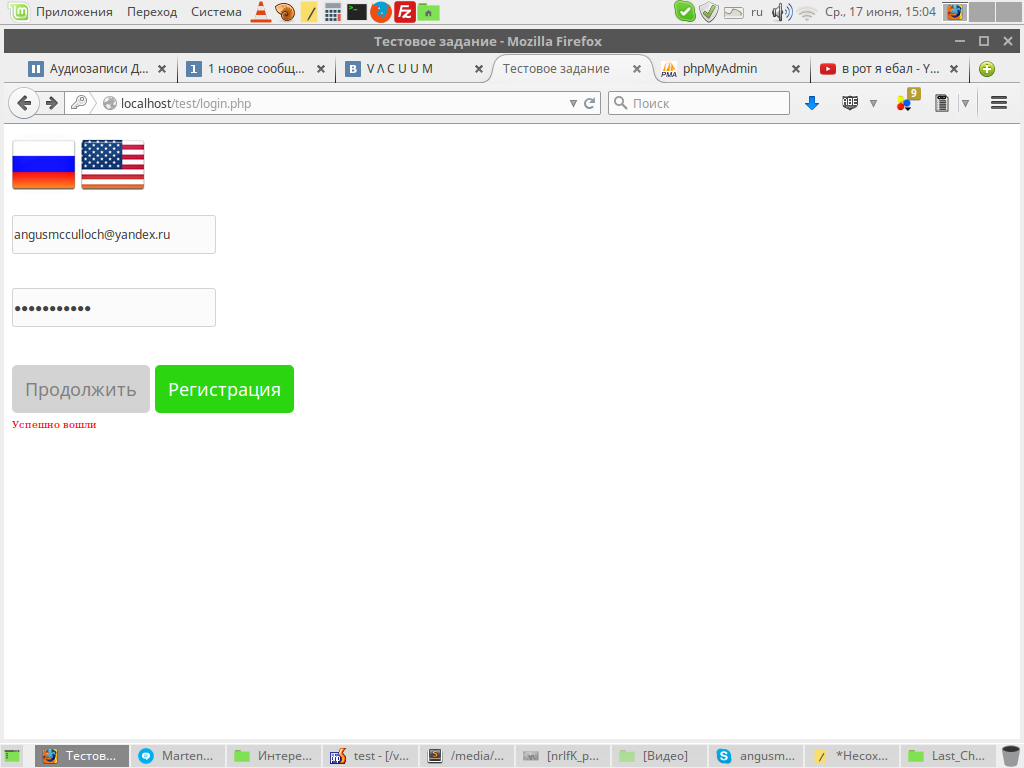 Приложения Переход Система ru Ср., 17 июня, 15:04
Тестовое задание - Mozilla Firefox
Аудиозаписи Д... 1 новое сообщ... V Λ C U U M Тестовое задание phpMyAdmin в рот я ебал - Y...
localhost/test/login.php Поиск ABE 9
angusmcculloch@yandex.ru
Продолжить Регистрация
Успешно вошли
Тестов... Marten... Интере... test - [/v... /media/... [nrlfK_p... [Видео] angusm... *Несох... Last_Ch...